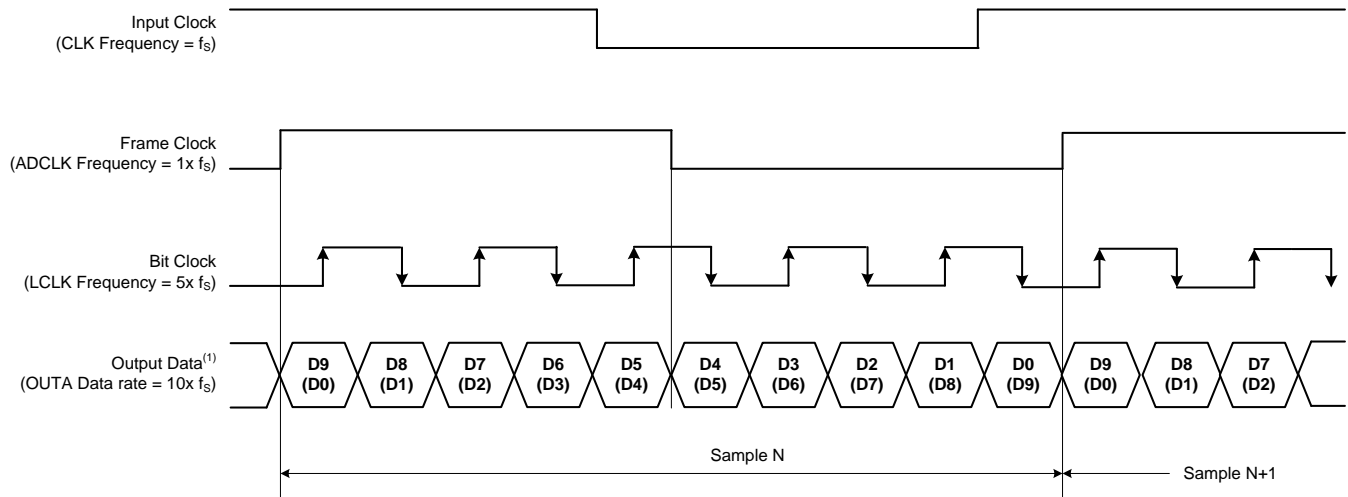 Input Clock
(CLK Frequency = fS)
Frame Clock
(ADCLK Frequency = 1x fS)
Bit Clock
(LCLK Frequency = 5x fS)
Output Data(1)
(OUTA Data rate = 10x fS)
D9 D8 D7 D6 D5 D4 D3 D2 D1 D0 D9 D8 D7
(D0) (D1) (D2) (D3) (D4) (D5) (D6) (D7) (D8) (D9) (D0) (D1) (D2)
Sample N
Sample N+1